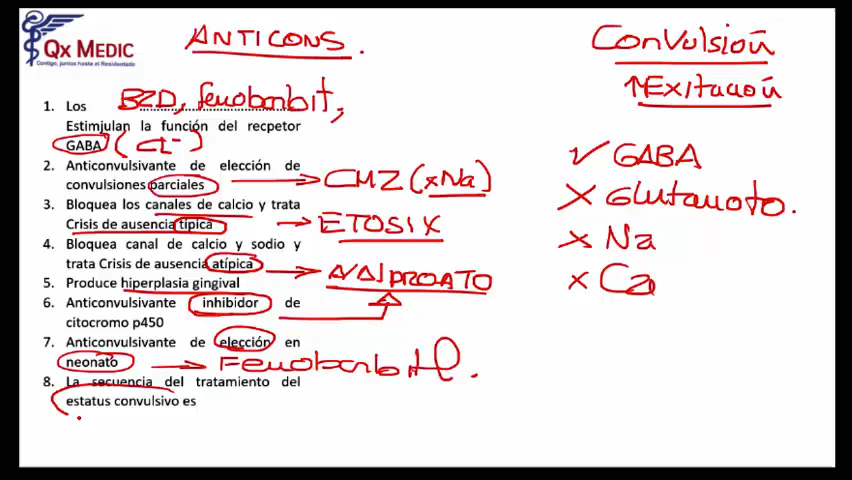 Qx MEDIC
Contigo, juntos hasta el Residentado
ANTICONS.
Convulsión
↑Exitación
1. Los BZD, fenobarbit,
Estimjulan la función del recpetor
GABA (Cl-)
2. Anticonvulsivante de elección de
convulsiones parciales → CMZ (xNa)
3. Bloquea los canales de calcio y trata
Crisis de ausencia típica → ETOSIX
4. Bloquea canal de calcio y sodio y
trata Crisis de ausencia atípica → VALPROATO
5. Produce hiperplasia gingival
6. Anticonvulsivante inhibidor de
citocromo p450
7. Anticonvulsivante de elección en
neonato → Fenobarbital.
8. La secuencia del tratamiento del
estatus convulsivo es
✓ GABA
× Glutamato.
× Na
× Ca